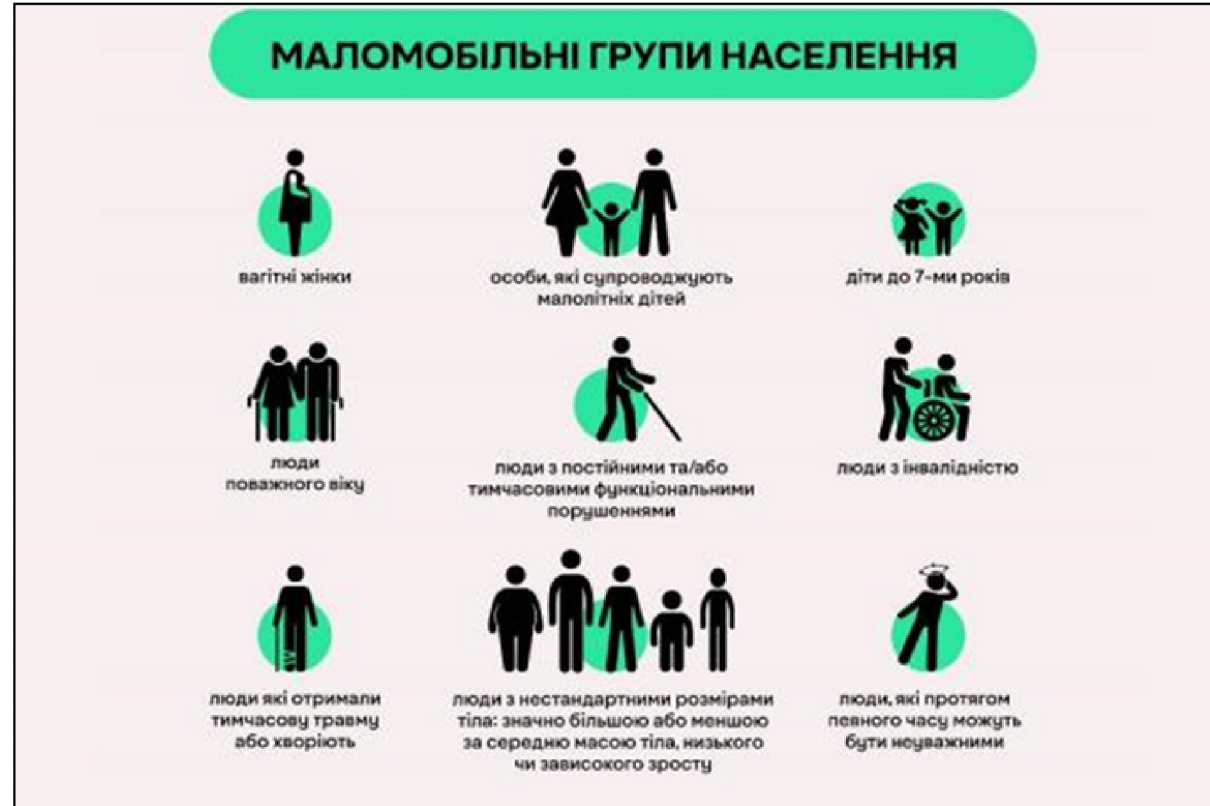 МАЛОМОБІЛЬНІ ГРУПИ НАСЕЛЕННЯ
вагітні жінки
особи, які супроводжують
малолітніх дітей
діти до 7-ми років
люди
поважного віку
люди з постійними та/або
тимчасовими функціональними
порушеннями
люди з інвалідністю
люди які отримали
тимчасову травму
або хворіють
люди з нестандартними розмірами
тіла: значно більшою або меншою
за середню масою тіла, низького
чи зависокого зросту
люди, які протягом
певного часу можуть
бути неуважними